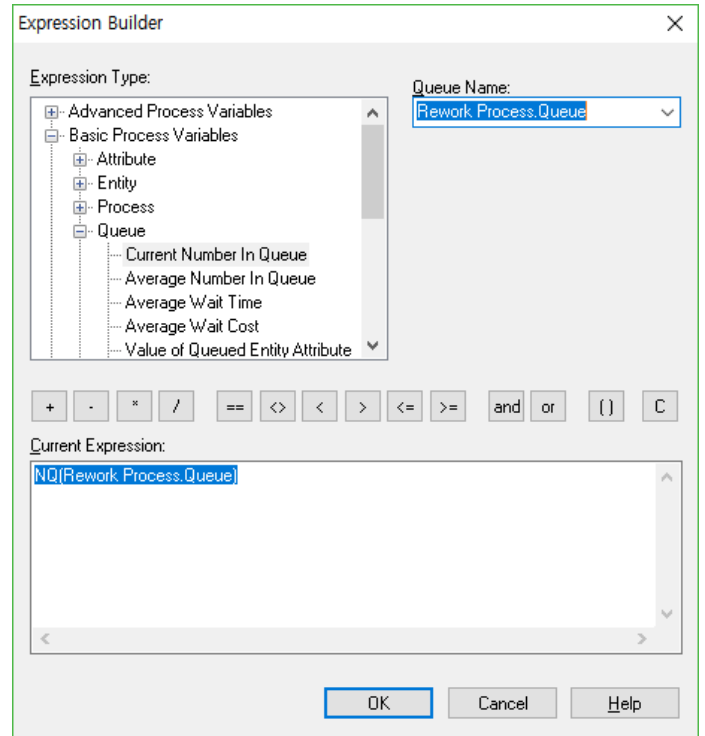 Expression Builder
Expression Type:
Queue Name:
Advanced Process Variables
Rework Process.Queue
Basic Process Variables
Attribute
Entity
Process
Queue
Current Number In Queue
Average Number In Queue
Average Wait Time
Average Wait Cost
Value of Queued Entity Attribute
+ - * / == <> < > <= >= and or () C
Current Expression:
NQ(Rework Process.Queue)
OK Cancel Help